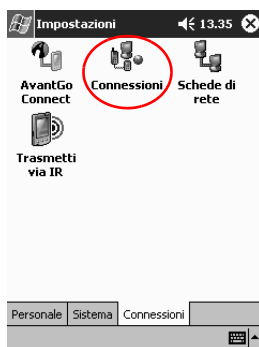 Impostazioni 13.35
AvantGo Connect
Connessioni
Schede di rete
Trasmetti via IR
Personale Sistema Connessioni